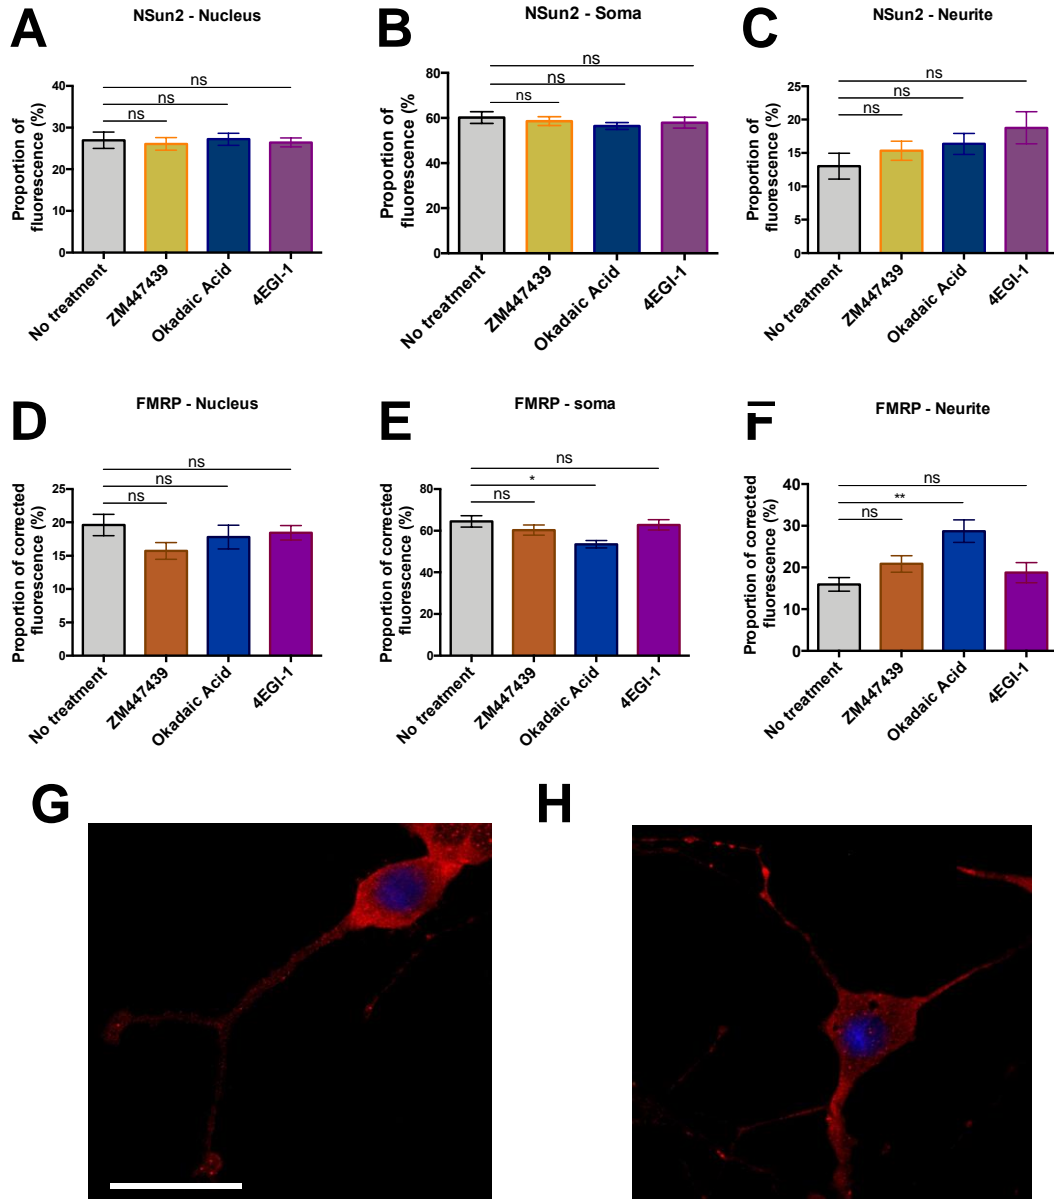 A
NSun2 - Nucleus
ns
ns
ns
Proportion of
fluorescence (%)
40
30
20
10
0
No treatment
ZM447439
Okadaic Acid
4EGI-1
B
NSun2 - Soma
ns
ns
ns
Proportion of
fluorescence (%
80
60
40
20
0
No treatment
ZM447439
Okadaic Acid
4EGI-1
C
NSun2 - Neurite
ns
ns
ns
Proportion of
fluorescence (%)
25
20
15
10
5
0
No treatment
ZM447439
Okadaic Acid
4EGI-1
D
FMRP - Nucleus
ns
ns
ns
Proportion of corrected
fluorescence (%)
25
20
15
10
5
0
No treatment
ZM447439
Okadaic Acid
4EGI-1
E
FMRP - soma
ns
*
ns
Proportion of corrected
fluorescence (%)
80
60
40
20
0
No treatment
ZM447439
Okadaic Acid
4EGI-1
F
FMRP - Neurite
ns
**
ns
Proportion of corrected
fluorescence (%)
40
30
20
10
0
No treatment
ZM447439
Okadaic Acid
4EGI-1
G
H